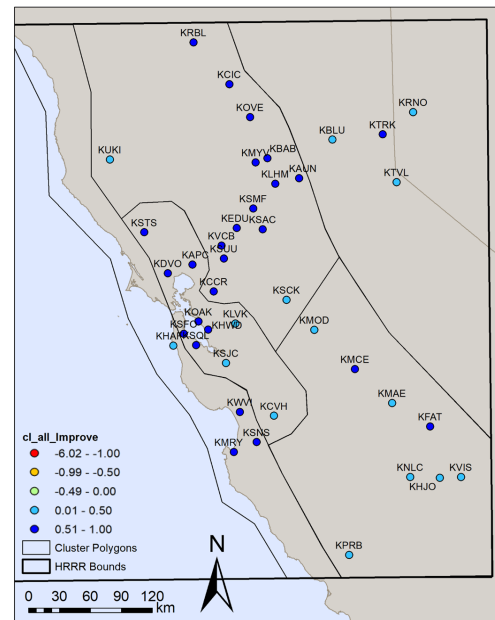 KRBL
KCIC
KOVE
KRNO
KTRK
KBLU
KUKI
KMYV
KBAB
KAUN
KTVL
KLHM
KSMF
KEDU
KSAC
KSTS
KVCB
KSUU
KAPC
KDVO
KCCR
KSCK
KOAK
KLVK
KSFO
KHWD
KMOD
KHAF
KSQL
KSJC
KMCE
KMAE
KWVI
KCVH
KFAT
KSNS
KMRY
KNLC
KVIS
KHJO
KPRB
cl_all_Improve
-6.02 - -1.00
-0.99 - -0.50
-0.49 - 0.00
0.01 - 0.50
0.51 - 1.00
Cluster Polygons
HRRR Bounds
N
0 30 60 90 120
km